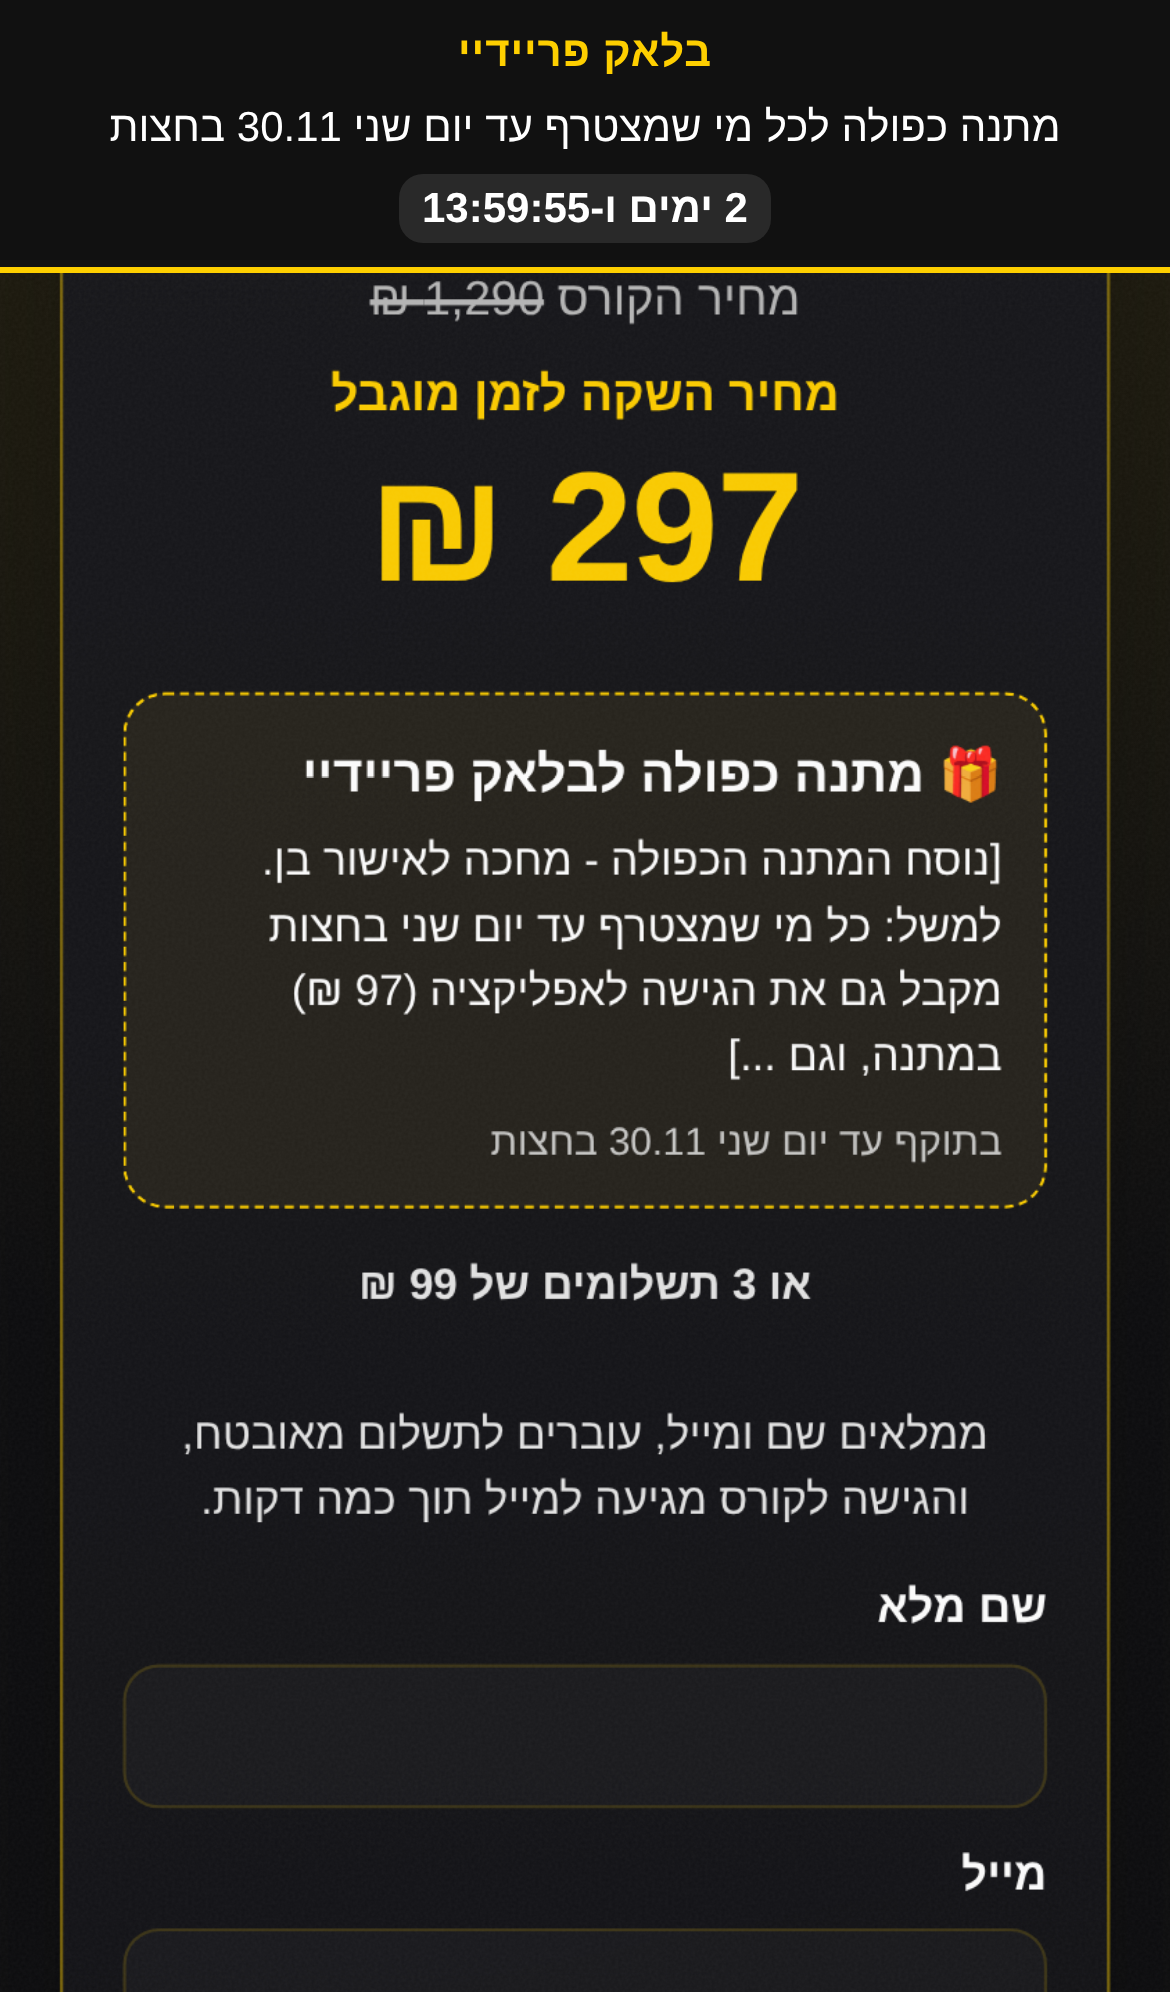 בלאק פריידיי
מתנה כפולה לכל מי שמצטרף עד יום שני 30.11 בחצות
2 ימים ו-13:59:55
מחיר הקורס 1,290 ₪
מחיר השקה לזמן מוגבל
297 ₪
🎁 מתנה כפולה לבלאק פריידיי
[נוסח המתנה הכפולה - מחכה לאישור בן.
למשל: כל מי שמצטרף עד יום שני בחצות
מקבל גם את הגישה לאפליקציה (97 ₪)
במתנה, וגם ...]
בתוקף עד יום שני 30.11 בחצות
או 3 תשלומים של 99 ₪
ממלאים שם ומייל, עוברים לתשלום מאובטח,
והגישה לקורס מגיעה למייל תוך כמה דקות.
שם מלא
מייל